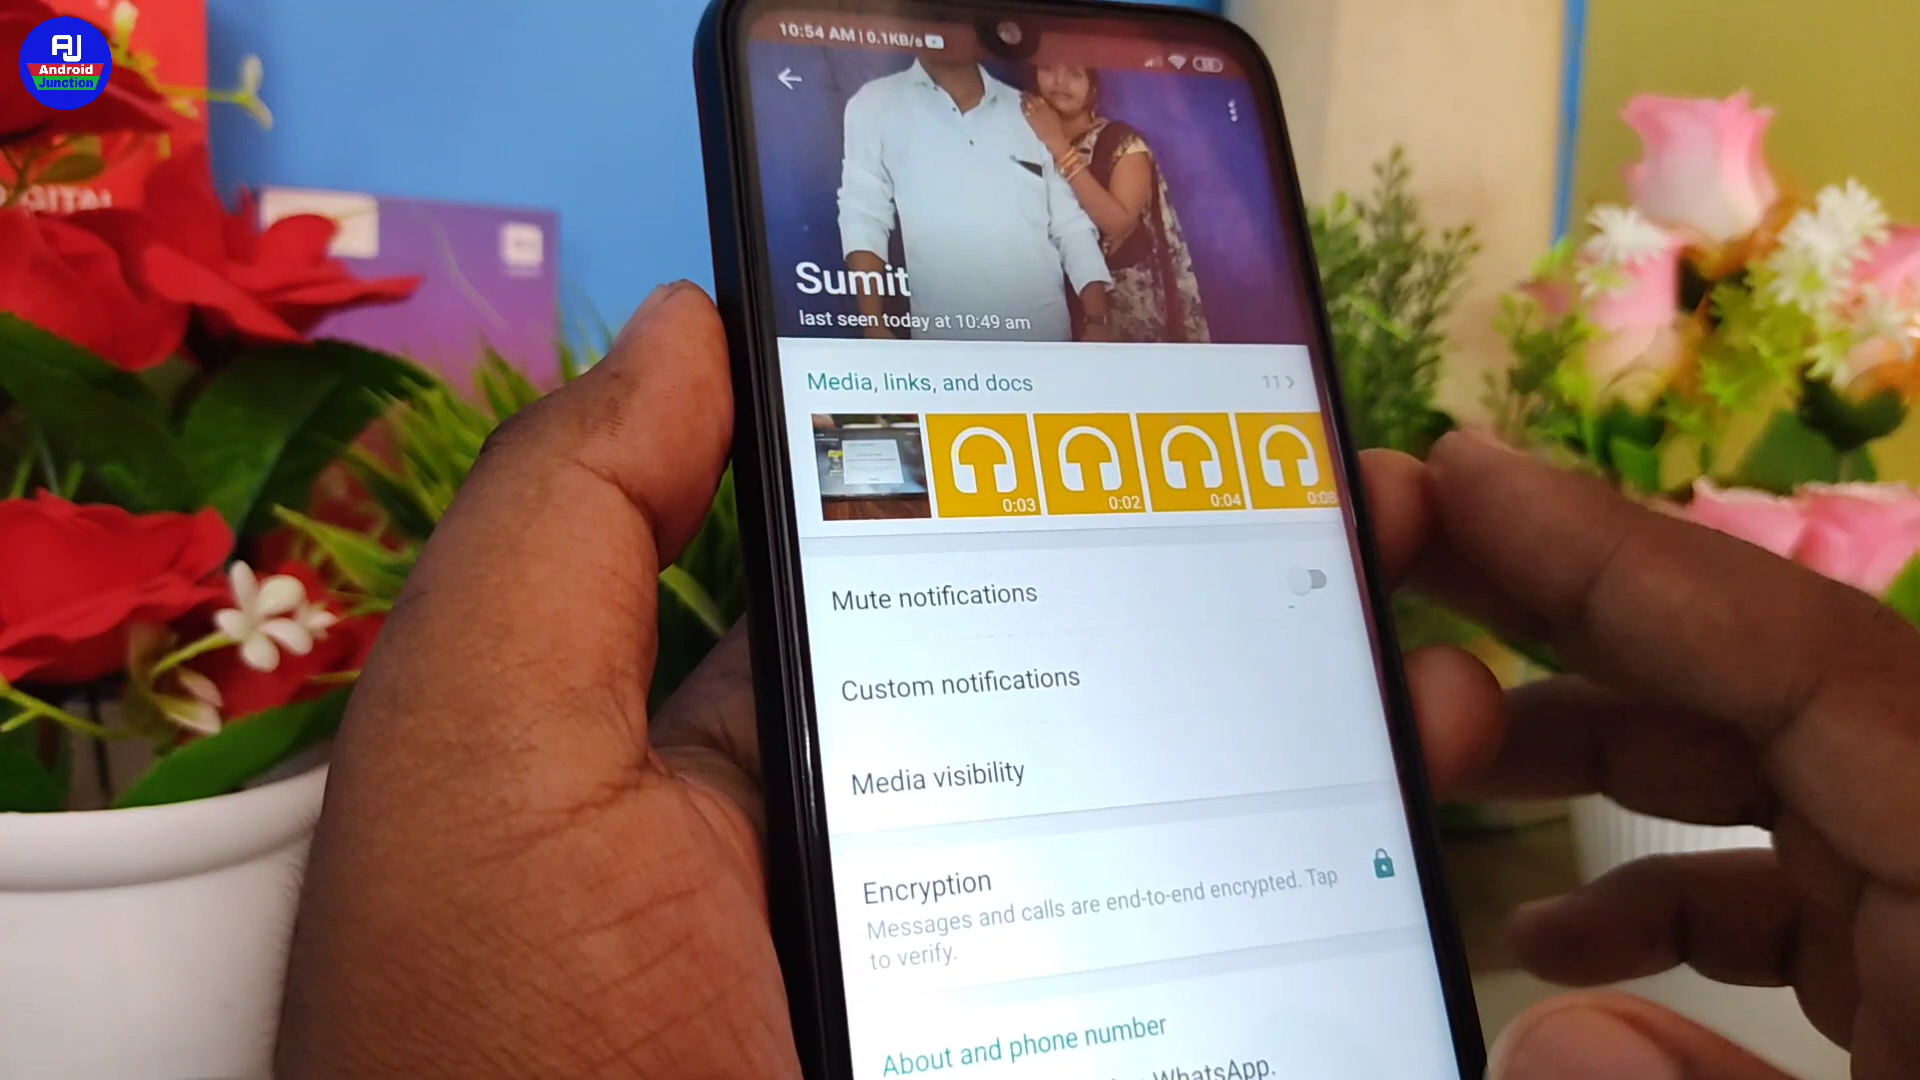 AJ
Android
Junction
10:54 AM | 0.1KB/s
Sumit
last seen today at 10:49 am
Media, links, and docs
11
0:03
0:02
0:04
Mute notifications
Custom notifications
Media visibility
Encryption
Messages and calls are end-to-end encrypted. Tap
to verify.
About and phone number
WhatsApp.